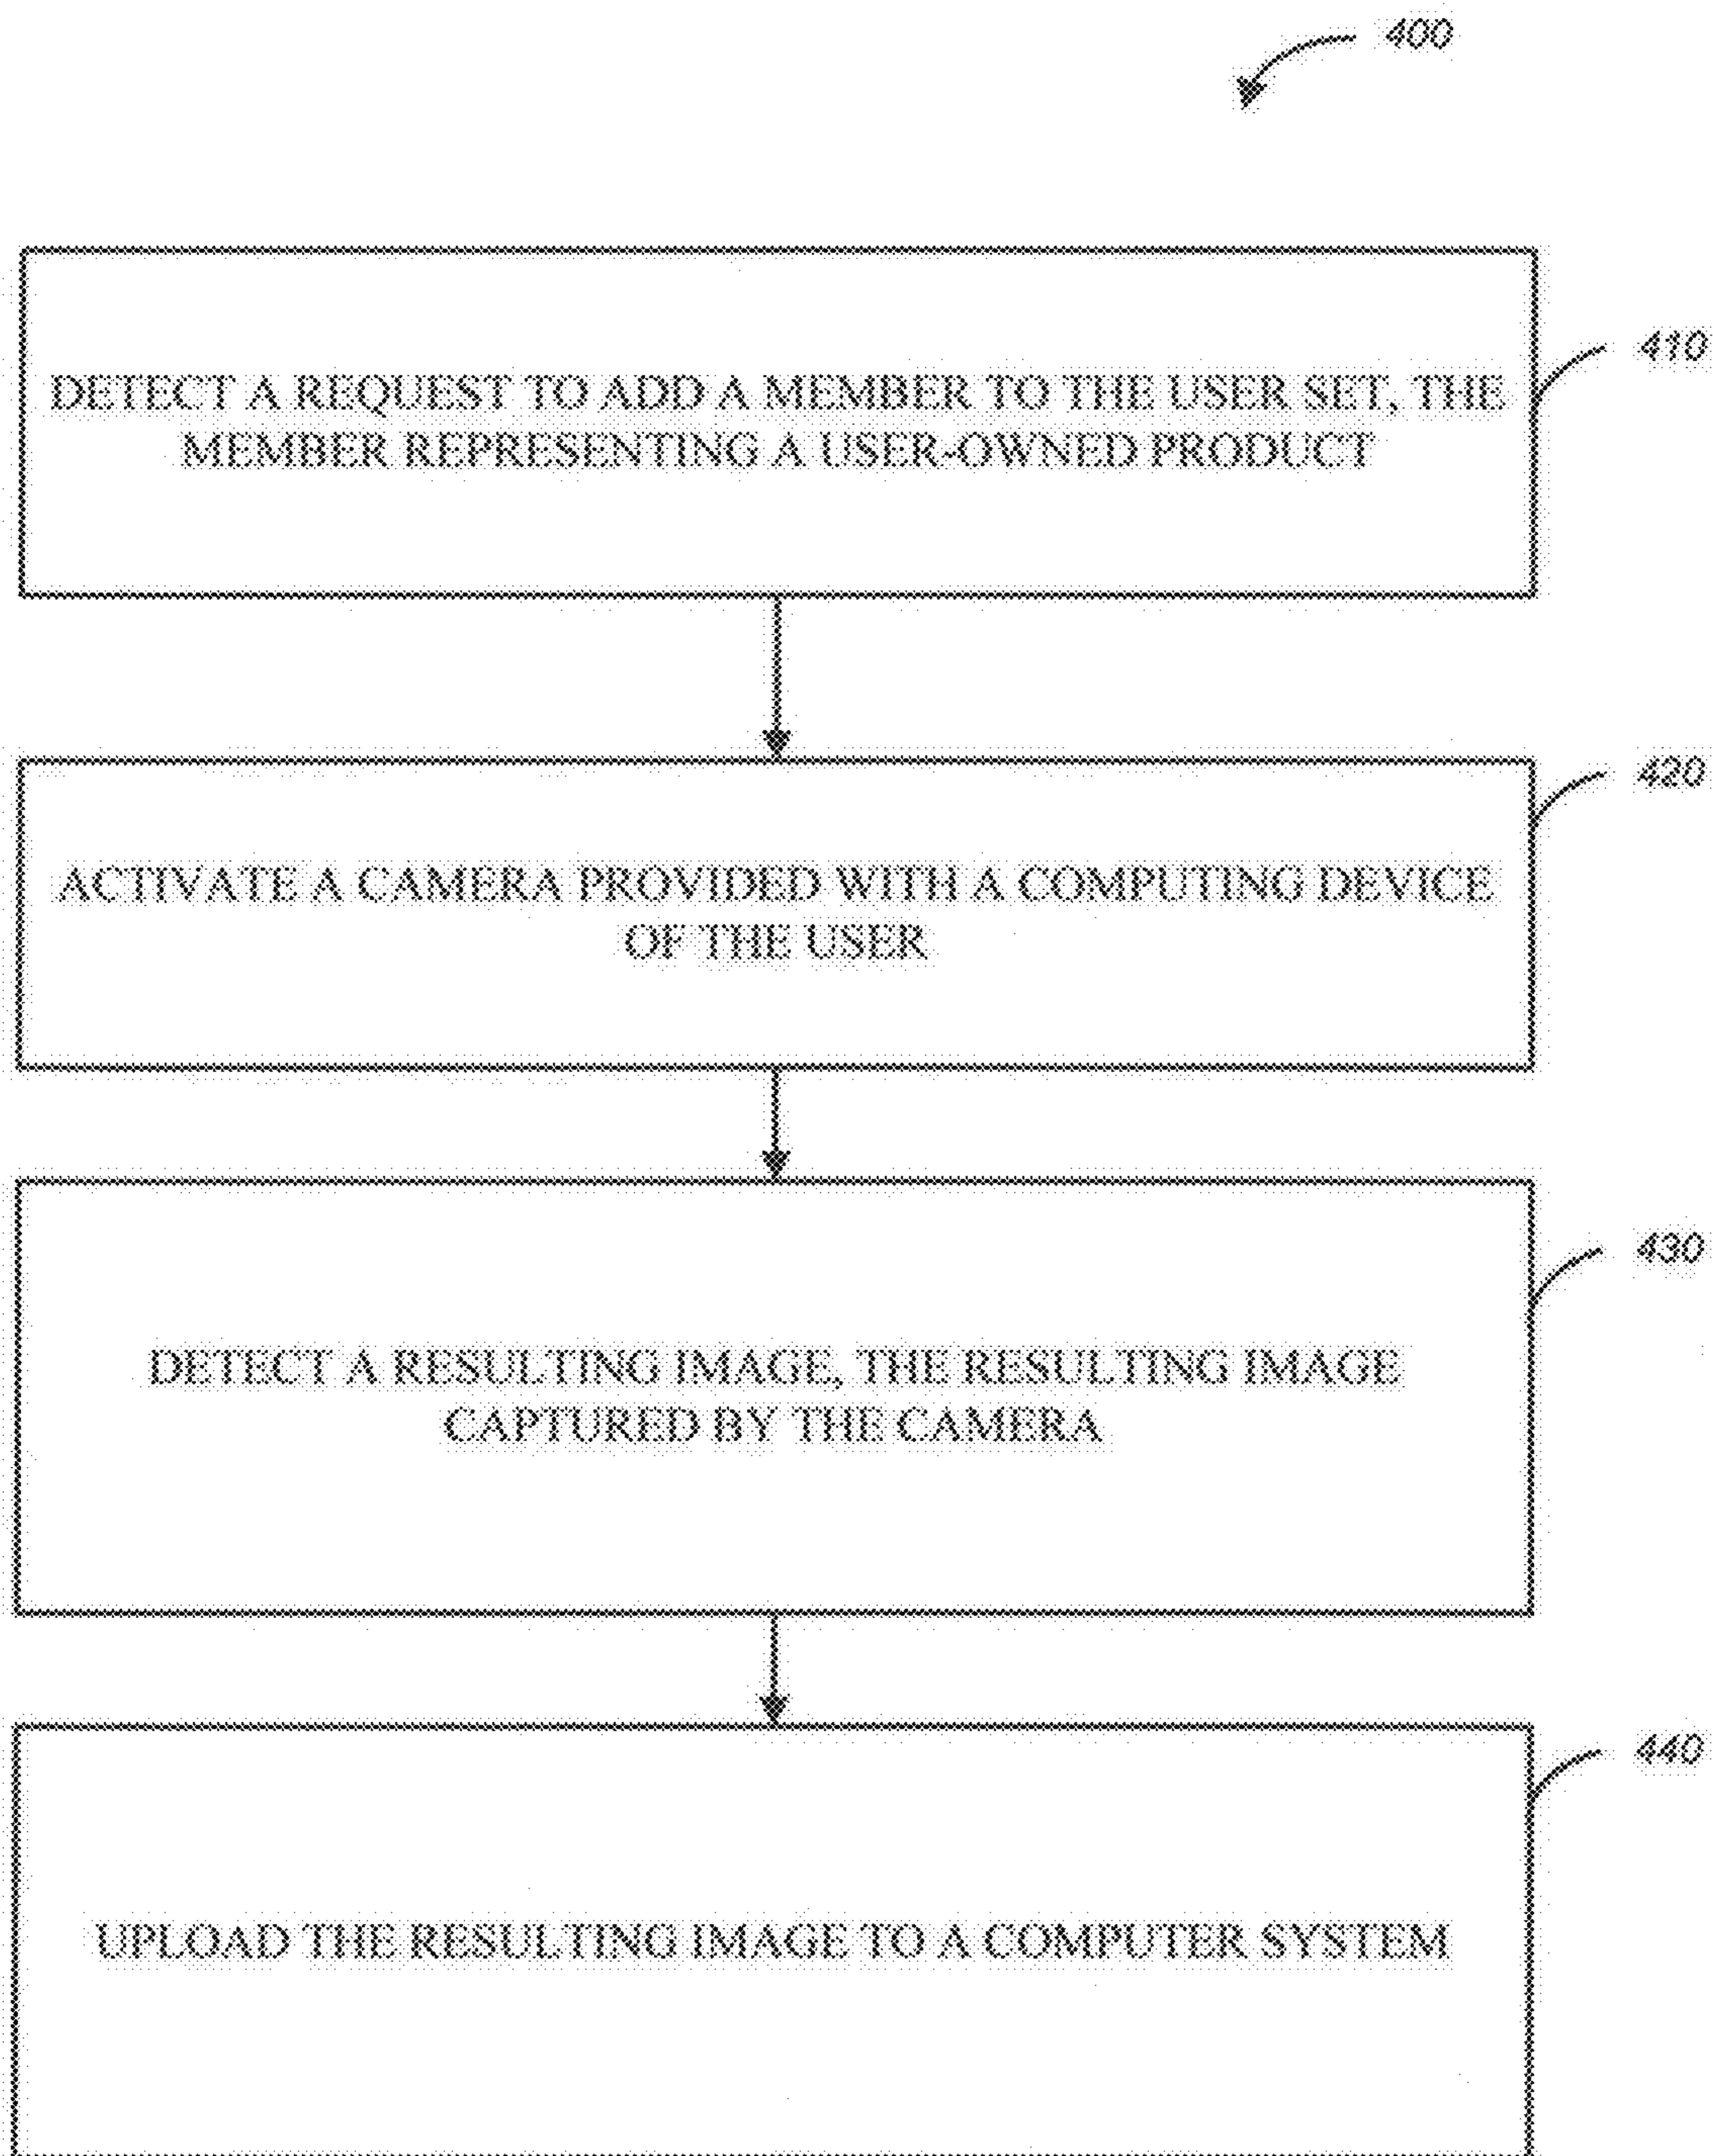 400
410
DETECT A REQUEST TO ADD A MEMBER TO THE USER SET, THE
MEMBER REPRESENTING A USER-OWNED PRODUCT
420
ACTIVATE A CAMERA PROVIDED WITH A COMPUTING DEVICE
OF THE USER
430
DETECT A RESULTING IMAGE, THE RESULTING IMAGE
CAPTURED BY THE CAMERA
440
UPLOAD THE RESULTING IMAGE TO A COMPUTER SYSTEM